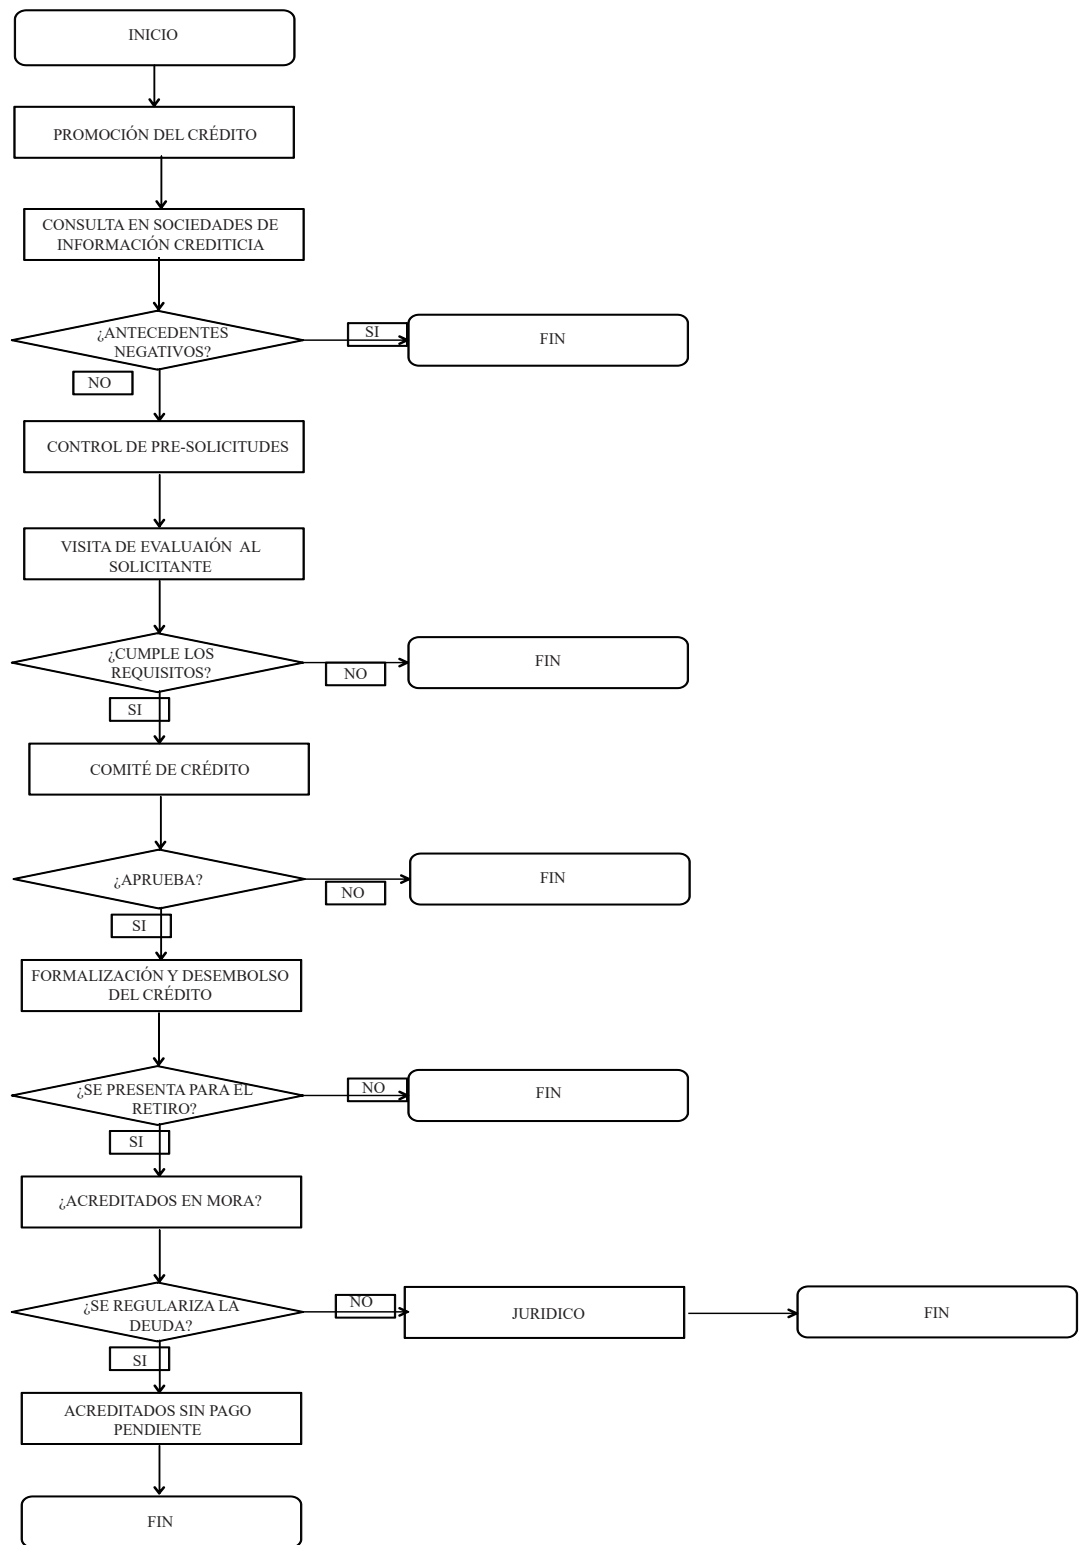 INICIO
PROMOCIÓN DEL CRÉDITO
CONSULTA EN SOCIEDADES DE
INFORMACIÓN CREDITICIA
¿ANTECEDENTES
NEGATIVOS?
SI
FIN
NO
CONTROL DE PRE-SOLICITUDES
VISITA DE EVALUAIÓN AL
SOLICITANTE
¿CUMPLE LOS
REQUISITOS?
NO
FIN
SI
COMITÉ DE CRÉDITO
¿APRUEBA?
NO
FIN
SI
FORMALIZACIÓN Y DESEMBOLSO
DEL CRÉDITO
¿SE PRESENTA PARA EL
RETIRO?
NO
FIN
SI
¿ACREDITADOS EN MORA?
¿SE REGULARIZA LA
DEUDA?
NO
JURIDICO
FIN
SI
ACREDITADOS SIN PAGO
PENDIENTE
FIN